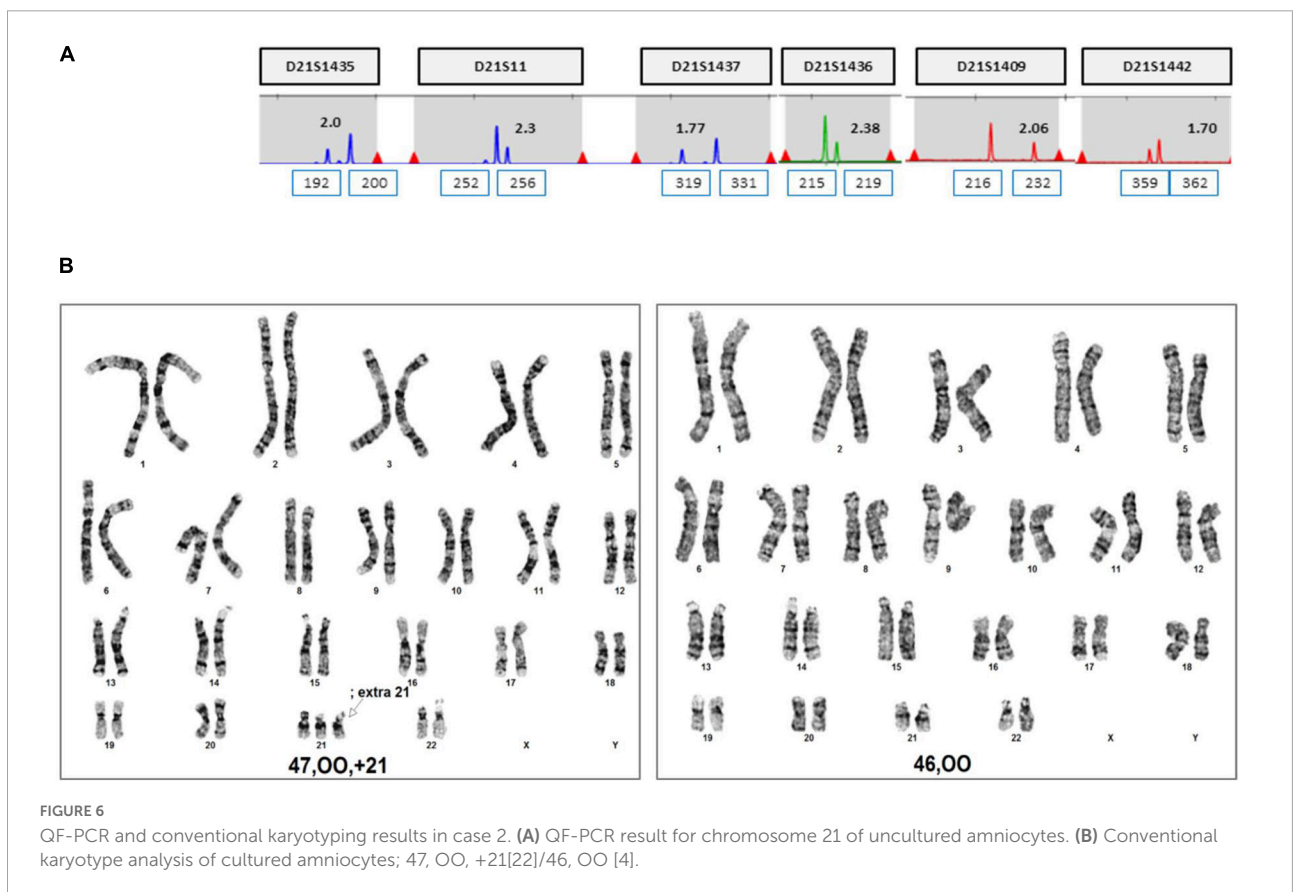 A
D21S1435 D21S11 D21S1437 D21S1436 D21S1409 D21S1442
2.0 2.3 1.77 2.38 2.06 1.70
192 200 252 256 319 331 215 219 216 232 359 362
B
1 2 3 4 5
6 7 8 9 10 11 12
13 14 15 16 17 18
; extra 21
19 20 21 22 X Y
47,OO,+21
1 2 3 4 5
6 7 8 9 10 11 12
13 14 15 16 17 18
19 20 21 22 X Y
46,OO
FIGURE 6
QF-PCR and conventional karyotyping results in case 2. (A) QF-PCR result for chromosome 21 of uncultured amniocytes. (B) Conventional
karyotype analysis of cultured amniocytes; 47, OO, +21[22]/46, OO [4].